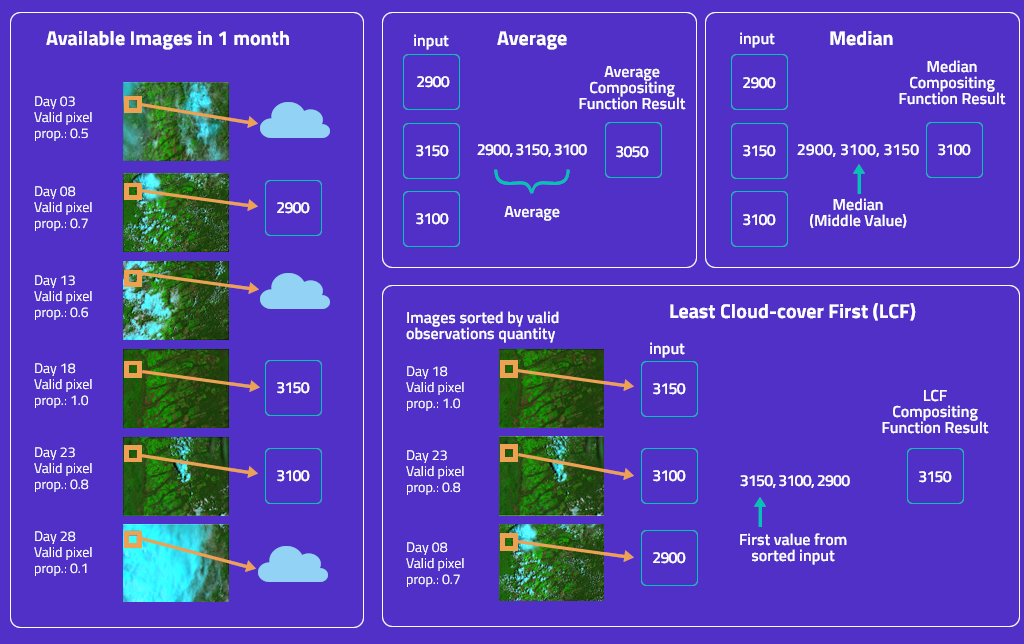 Available Images in 1 month
Day 03
Valid pixel
prop.: 0.5
Day 08
Valid pixel
prop.: 0.7
2900
Day 13
Valid pixel
prop.: 0.6
Day 18
Valid pixel
prop.: 1.0
3150
Day 23
Valid pixel
prop.: 0.8
3100
Day 28
Valid pixel
prop.: 0.1
input
Average
2900
3150
3100
2900, 3150, 3100
Average
Average
Compositing
Function Result
3050
input
Median
2900
3150
3100
2900, 3100, 3150
Median
(Middle Value)
Median
Compositing
Function Result
3100
Least Cloud-cover First (LCF)
Images sorted by valid
observations quantity
input
Day 18
Valid pixel
prop.: 1.0
3150
Day 23
Valid pixel
prop.: 0.8
3100
Day 08
Valid pixel
prop.: 0.7
2900
3150, 3100, 2900
First value from
sorted input
LCF
Compositing
Function Result
3150